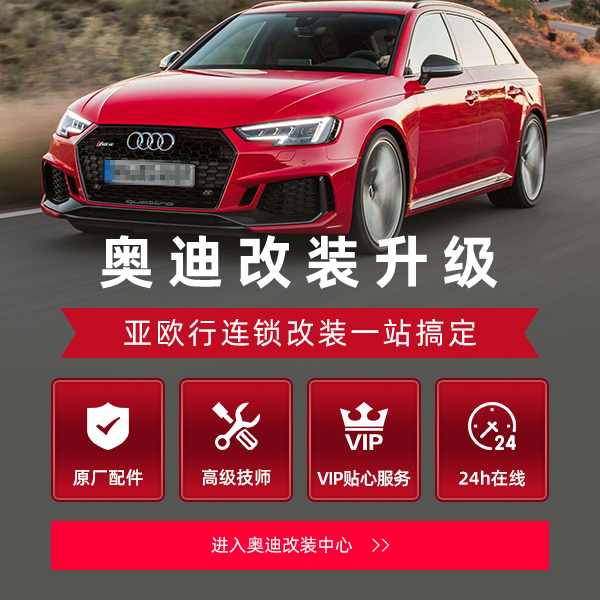 quattro
奥迪改装升级
亚欧行连锁改装一站搞定
VIP
24
原厂配件
高级技师
VIP贴心服务
24h在线
进入奥迪改装中心 >>